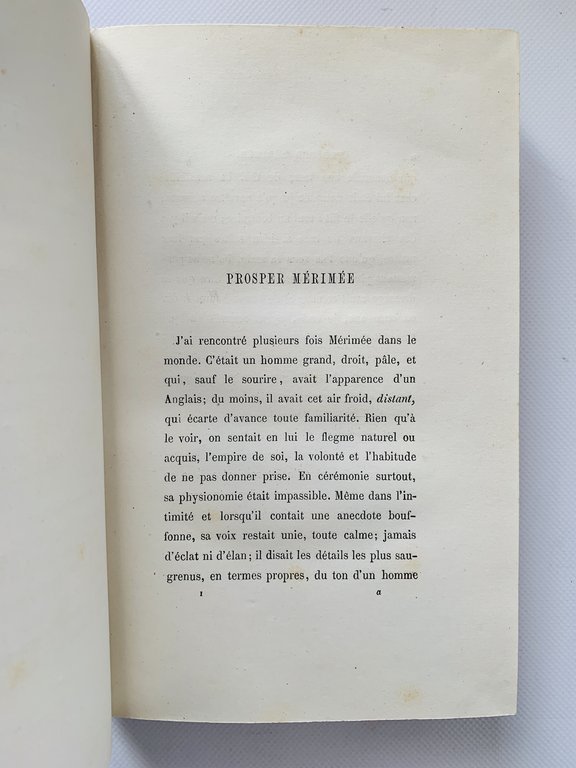 PROSPER MÉRIMÉE
J'ai rencontré plusieurs fois Mérimée dans le
monde. C'était un homme grand, droit, pâle, et
qui, sauf le sourire, avait l'apparence d'un
Anglais; du moins, il avait cet air froid, distant,
qui écarte d'avance toute familiarité. Rien qu'à
le voir, on sentait en lui le flegme naturel ou
acquis, l'empire de soi, la volonté et l'habitude
de ne pas donner prise. En cérémonie surtout,
sa physionomie était impassible. Même dans l'in-
timité et lorsqu'il contait une anecdote bouf-
fonne, sa voix restait unie, toute calme; jamais
d'éclat ni d'élan; il disait les détails les plus sau-
grenus, en termes propres, du ton d'un homme
I a